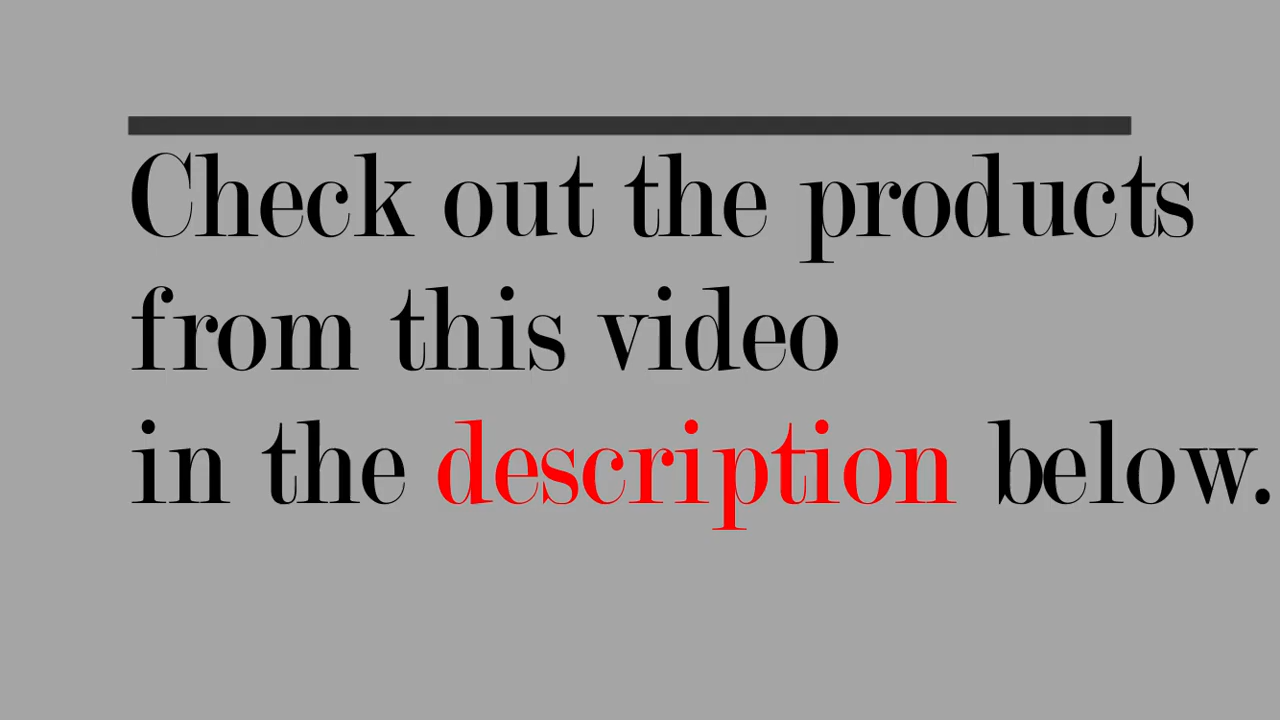 Check out the products
from this video
in the description below.